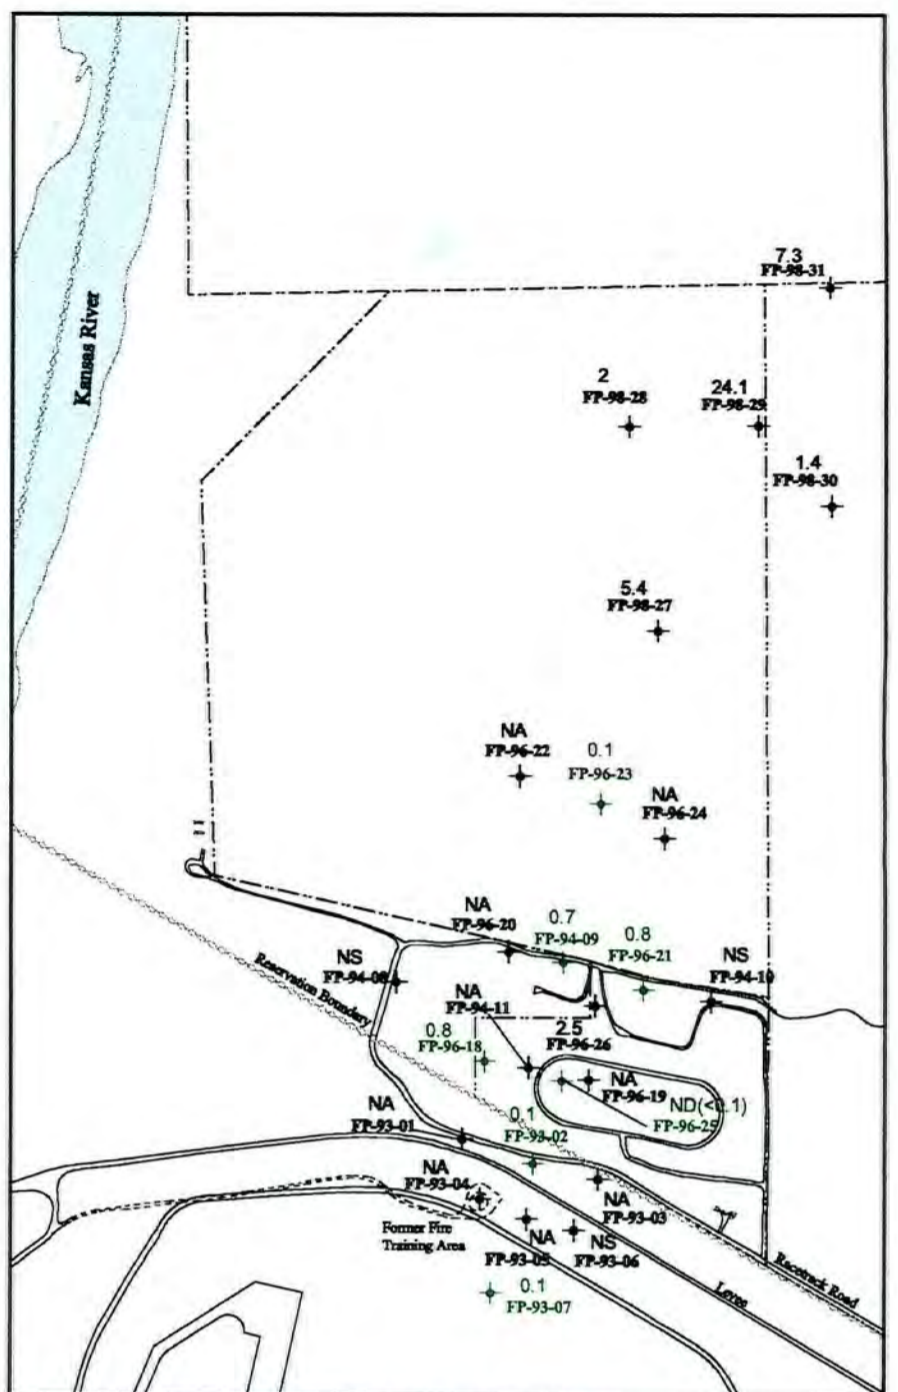 7.3
FP-98-31
Kansas River
2
FP-98-28
24.1
FP-98-29
1.4
FP-98-30
5.4
FP-98-27
NA
FP-96-22
0.1
FP-96-23
NA
FP-96-24
NA
FP-96-20
0.7
FP-94-09
0.8
FP-96-21
NS
FP-94-10
NS
FP-94-08
Reservation Boundary
NA
FP-94-11
2.5
FP-96-26
0.8
FP-96-18
NA
FP-96-19
ND(<0.1)
FP-96-25
NA
FP-93-01
0.1
FP-93-02
NA
FP-93-04
NA
FP-93-03
Former Fire
Training Area
NA
FP-93-05
NS
FP-93-06
0.1
FP-93-07
Levee
Racetrack Road